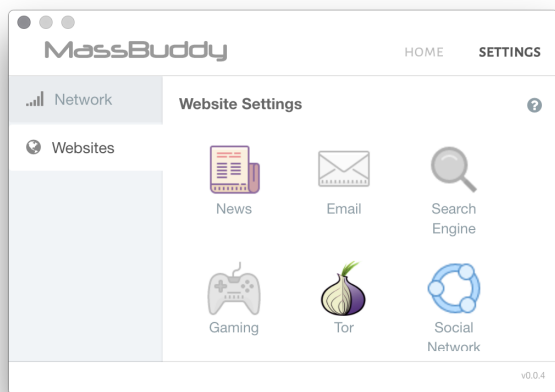 MassBuddy
HOME SETTINGS
Network
Websites
Website Settings
?
News
Email
Search
Engine
Gaming
Tor
Social
Network
v0.0.4